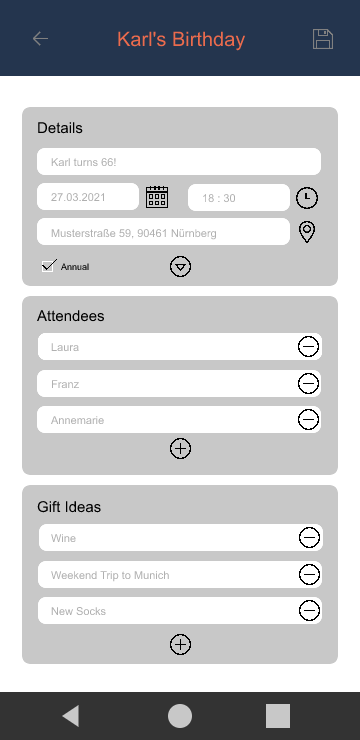 Karl's Birthday
Details
Karl turns 66!
27.03.2021
18 : 30
Musterstraße 59, 90461 Nürnberg
Annual
Attendees
Laura
Franz
Annemarie
Gift Ideas
Wine
Weekend Trip to Munich
New Socks